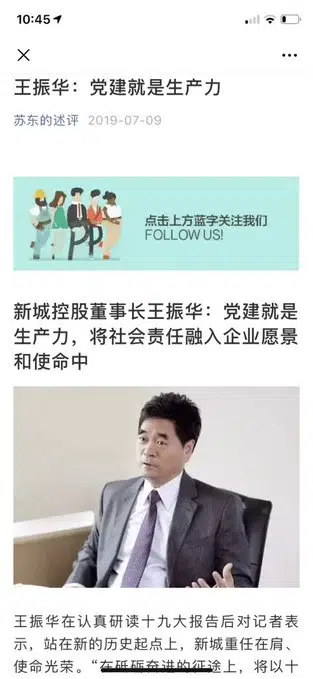 10:45
王振华：党建就是生产力
苏东的述评 2019-07-09
点击上方蓝字关注我们
FOLLOW US!
新城控股董事长王振华：党建就是
生产力，将社会责任融入企业愿景
和使命中
王振华在认真研读十九大报告后对记者表
示，站在新的历史起点上，新城重任在肩、
使命光荣。“在砥砺奋进的征途上，将以十